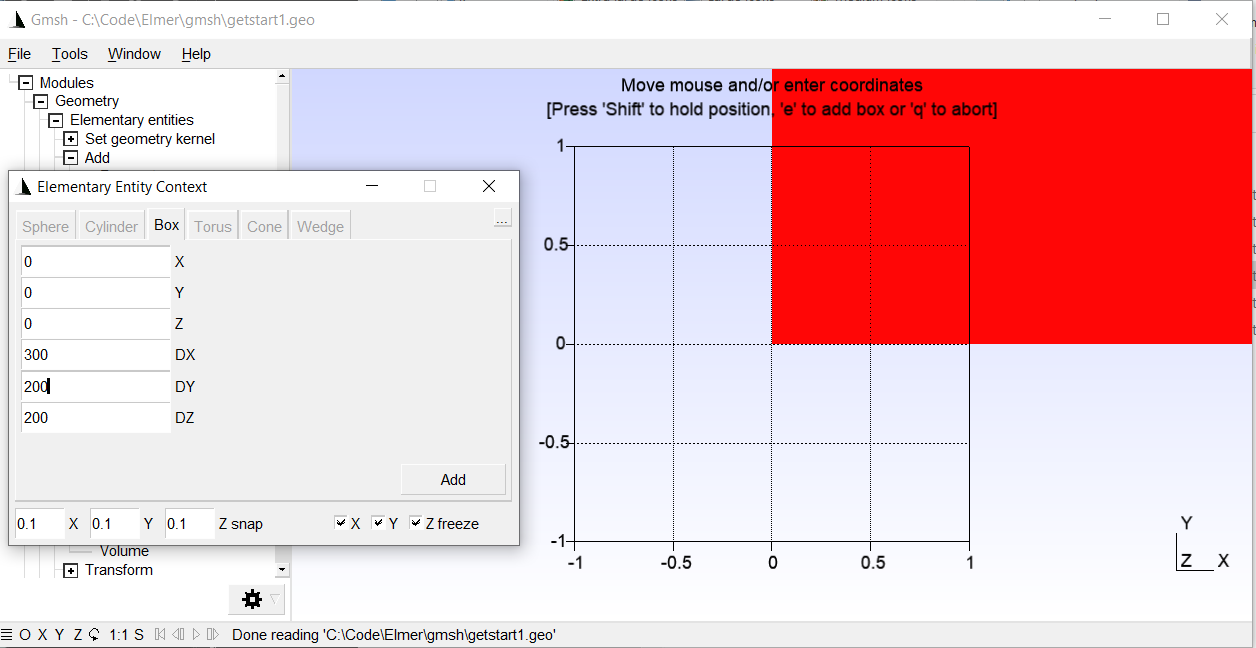 Gmsh - C:\Code\Elmer\gmsh\getstart1.geo
File Tools Window Help
Modules
Geometry
Elementary entities
Set geometry kernel
Add
Elementary Entity Context
Sphere Cylinder Box Torus Cone Wedge ...
0 X
0 Y
0 Z
300 DX
200 DY
200 DZ
Add
0.1 X 0.1 Y 0.1 Z snap X Y Z freeze
Volume
Transform
Move mouse and/or enter coordinates
[Press 'Shift' to hold position, 'e' to add box or 'q' to abort]
1
0.5
0
-0.5
-1
-1 -0.5 0 0.5 1
Y
Z X
O X Y Z 1:1 S Done reading 'C:\Code\Elmer\gmsh\getstart1.geo'